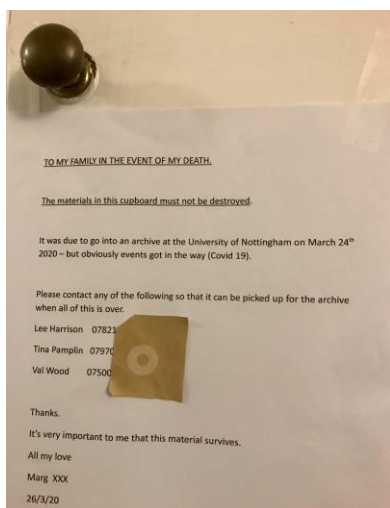 TO MY FAMILY IN THE EVENT OF MY DEATH.
The materials in this cupboard must not be destroyed.
It was due to go into an archive at the University of Nottingham on March 24th
2020 – but obviously events got in the way (Covid 19).
Please contact any of the following so that it can be picked up for the archive
when all of this is over.
Lee Harrison 07821
Tina Pamplin 07970
Val Wood 07500
Thanks.
It's very important to me that this material survives.
All my love
Marg XXX
26/3/20